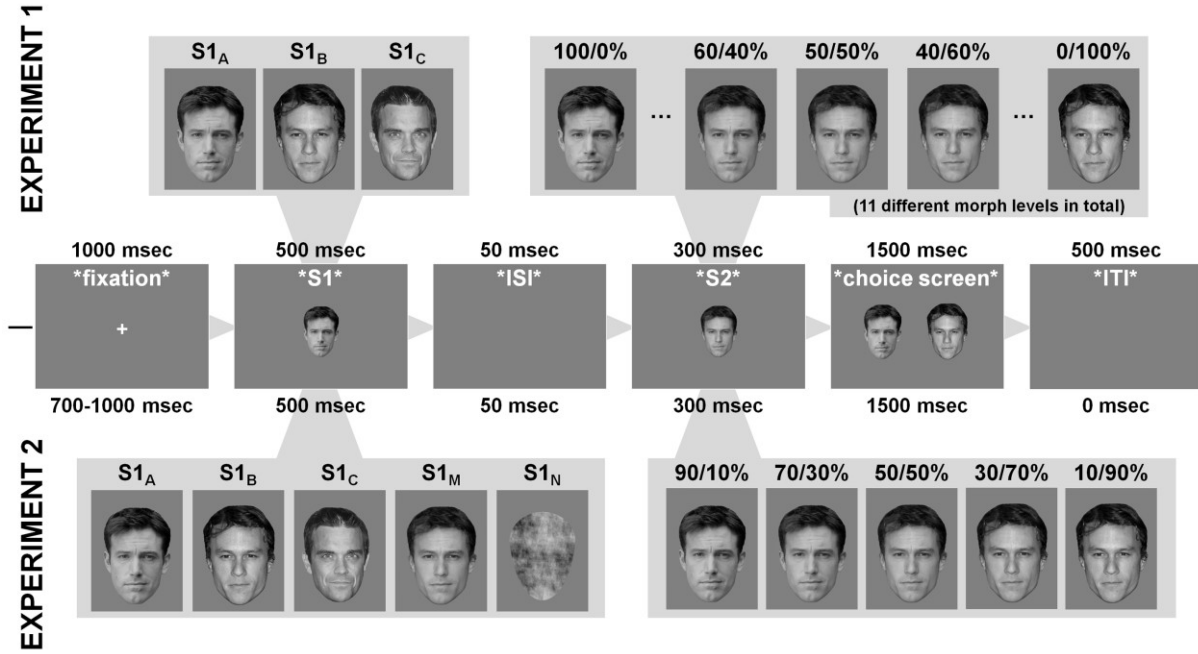 EXPERIMENT 1
S1A S1B S1C
100/0% 60/40% 50/50% 40/60% 0/100%
... ...
(11 different morph levels in total)
1000 msec 500 msec 50 msec 300 msec 1500 msec 500 msec
*fixation* *S1* *ISI* *S2* *choice screen* *ITI*
+
700-1000 msec 500 msec 50 msec 300 msec 1500 msec 0 msec
EXPERIMENT 2
S1A S1B S1C S1M S1N
90/10% 70/30% 50/50% 30/70% 10/90%